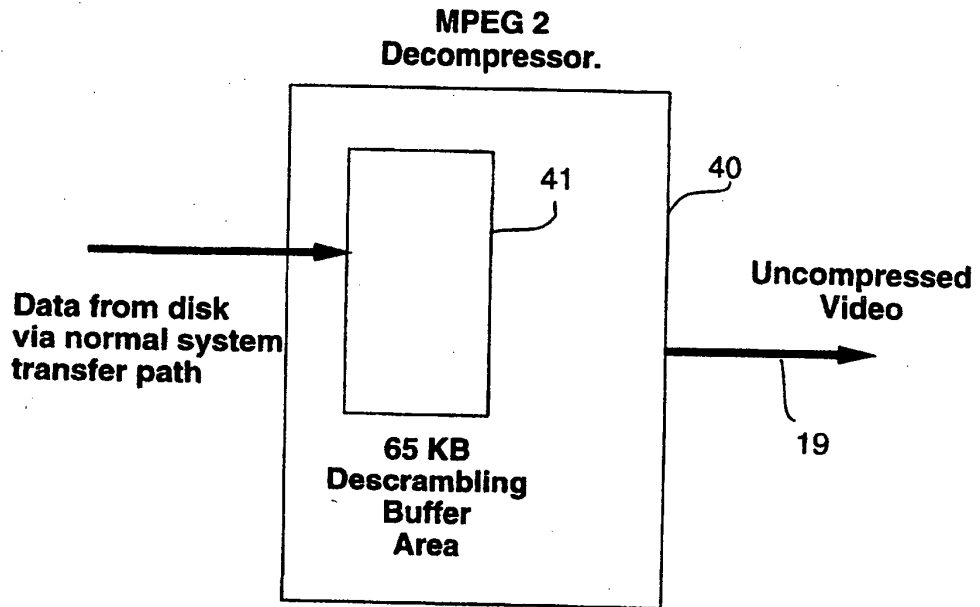 MPEG 2
Decompressor.
41
40
Data from disk
via normal system
transfer path
Uncompressed
Video
19
65 KB
Descrambling
Buffer
Area